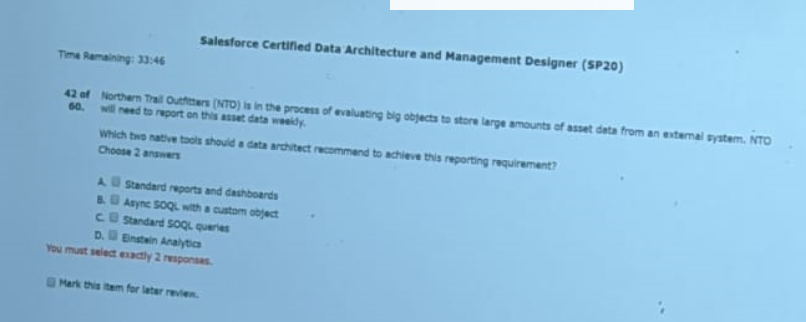 Salesforce Certified Data Architecture and Management Designer (SP20)
Time Remaining: 33:46
42 of 60. Northern Trail Outfitters (NTO) is in the process of evaluating big objects to store large amounts of asset data from an external system. NTO
will need to report on this asset data weekly.
Which two native tools should a data architect recommend to achieve this reporting requirement?
Choose 2 answers
A. Standard reports and dashboards
B. Async SOQL with a custom object
C. Standard SOQL queries
D. Einstein Analytics
You must select exactly 2 responses.
Mark this item for later review.